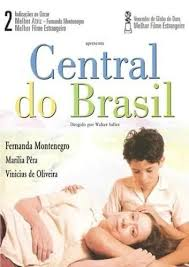 2
Indicações ao Oscar
Melhor Atriz - Fernanda Montenegro
Melhor Filme Estrangeiro
Vencedor do Globo de Ouro
Melhor Filme Estrangeiro
apresenta
Central
do Brasil
Dirigido por Walter Salles
Fernanda Montenegro
Marília Pêra
Vinicius de Oliveira